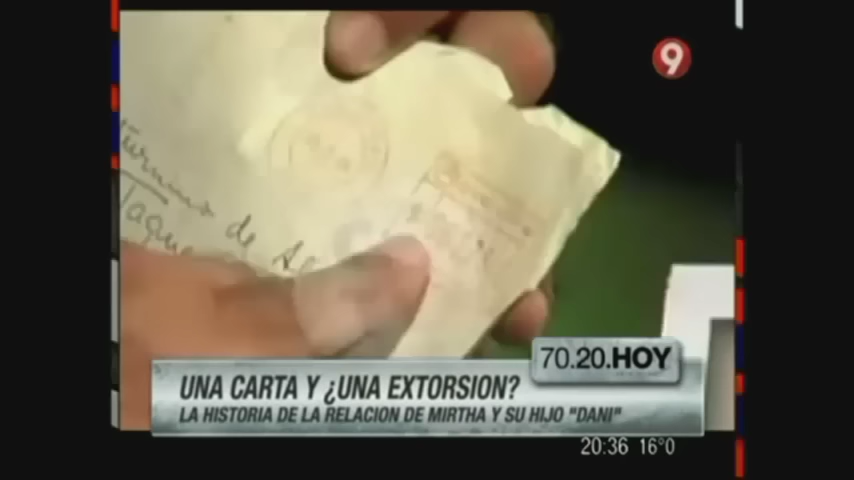 9
de
70.20.HOY
UNA CARTA Y ¿UNA EXTORSION?
LA HISTORIA DE LA RELACION DE MIRTHA Y SU HIJO "DANI"
20:36 16°0